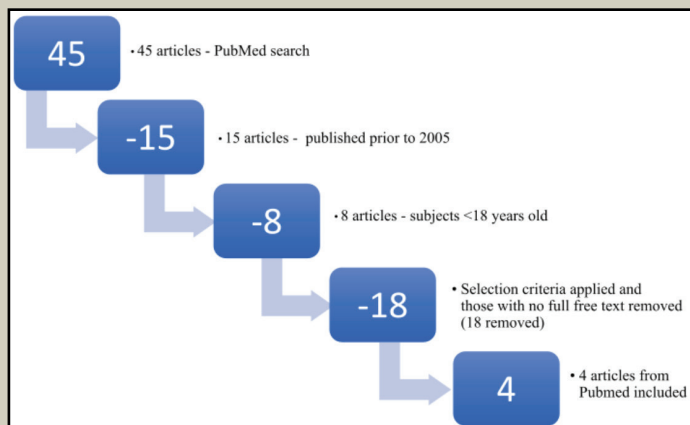 45
• 45 articles - PubMed search
-15
• 15 articles - published prior to 2005
-8
• 8 articles - subjects <18 years old
-18
• Selection criteria applied and
those with no full free text removed
(18 removed)
4
• 4 articles from
Pubmed included